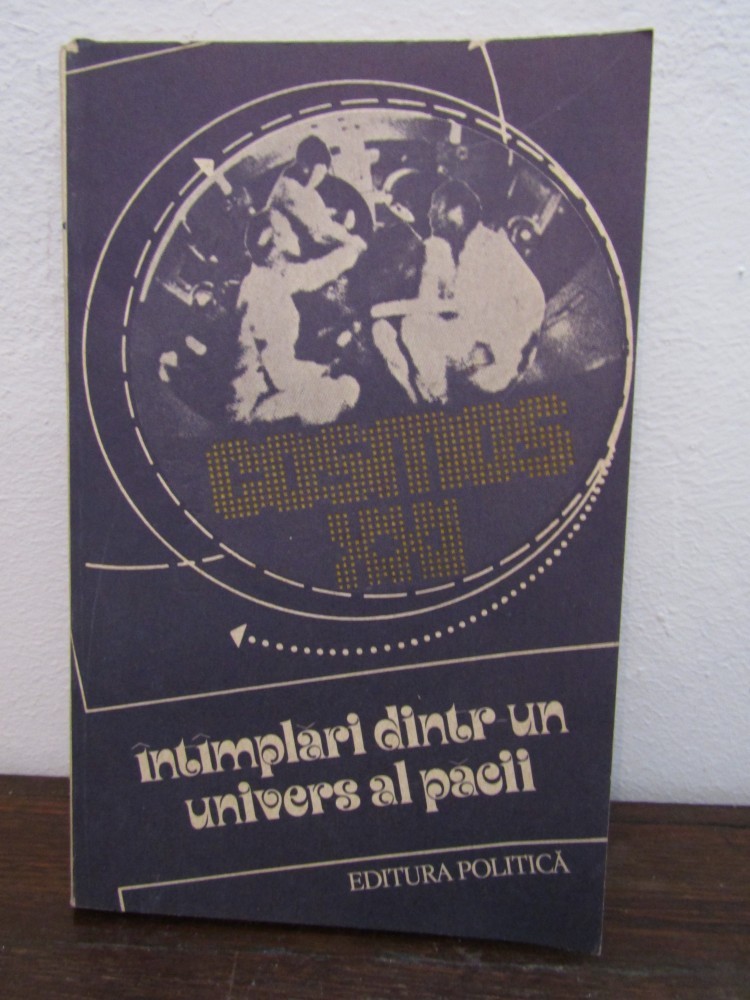 COSMOS
XXI
întîmplări dintr-un
univers al păcii
EDITURA POLITICĂ